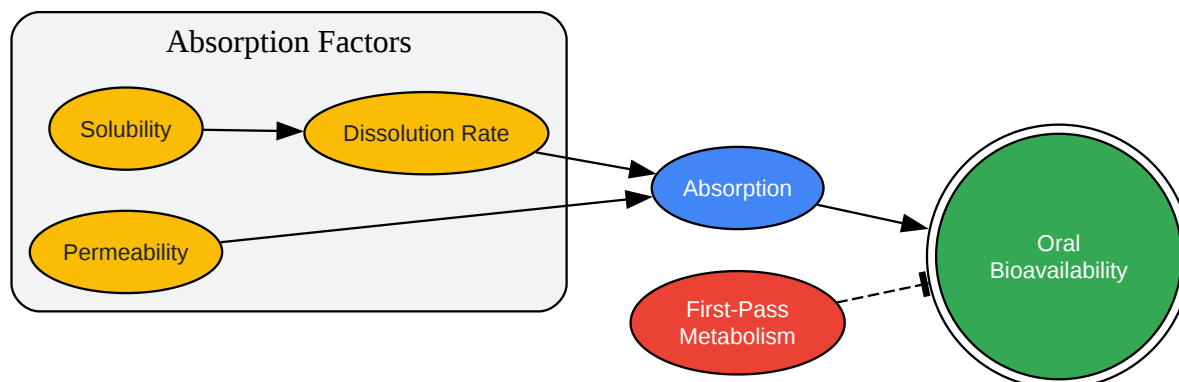 Absorption Factors
Solubility
Dissolution Rate
Permeability
Absorption
First-Pass
Metabolism
Oral
Bioavailability